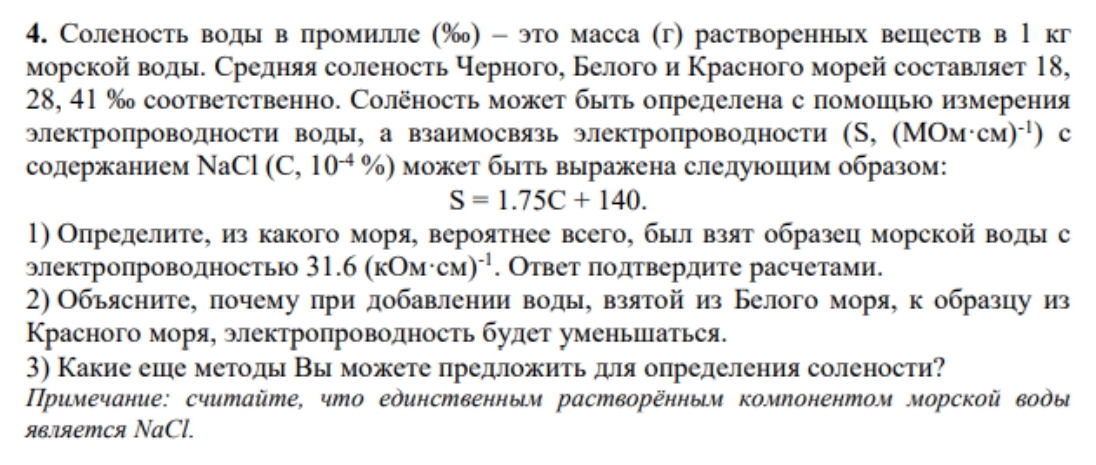 4. Соленость воды в промилле (‰) – это масса (г) растворенных веществ в 1 кг
морской воды. Средняя соленость Черного, Белого и Красного морей составляет 18,
28, 41 ‰ соответственно. Солёность может быть определена с помощью измерения
электропроводности воды, а взаимосвязь электропроводности (S, (МОм·см)⁻¹) с
содержанием NaCl (C, 10⁻⁴ %) может быть выражена следующим образом:
S = 1.75C + 140.
1) Определите, из какого моря, вероятнее всего, был взят образец морской воды с
электропроводностью 31.6 (кОм·см)⁻¹. Ответ подтвердите расчетами.
2) Объясните, почему при добавлении воды, взятой из Белого моря, к образцу из
Красного моря, электропроводность будет уменьшаться.
3) Какие еще методы Вы можете предложить для определения солености?
Примечание: считайте, что единственным растворённым компонентом морской воды
является NaCl.